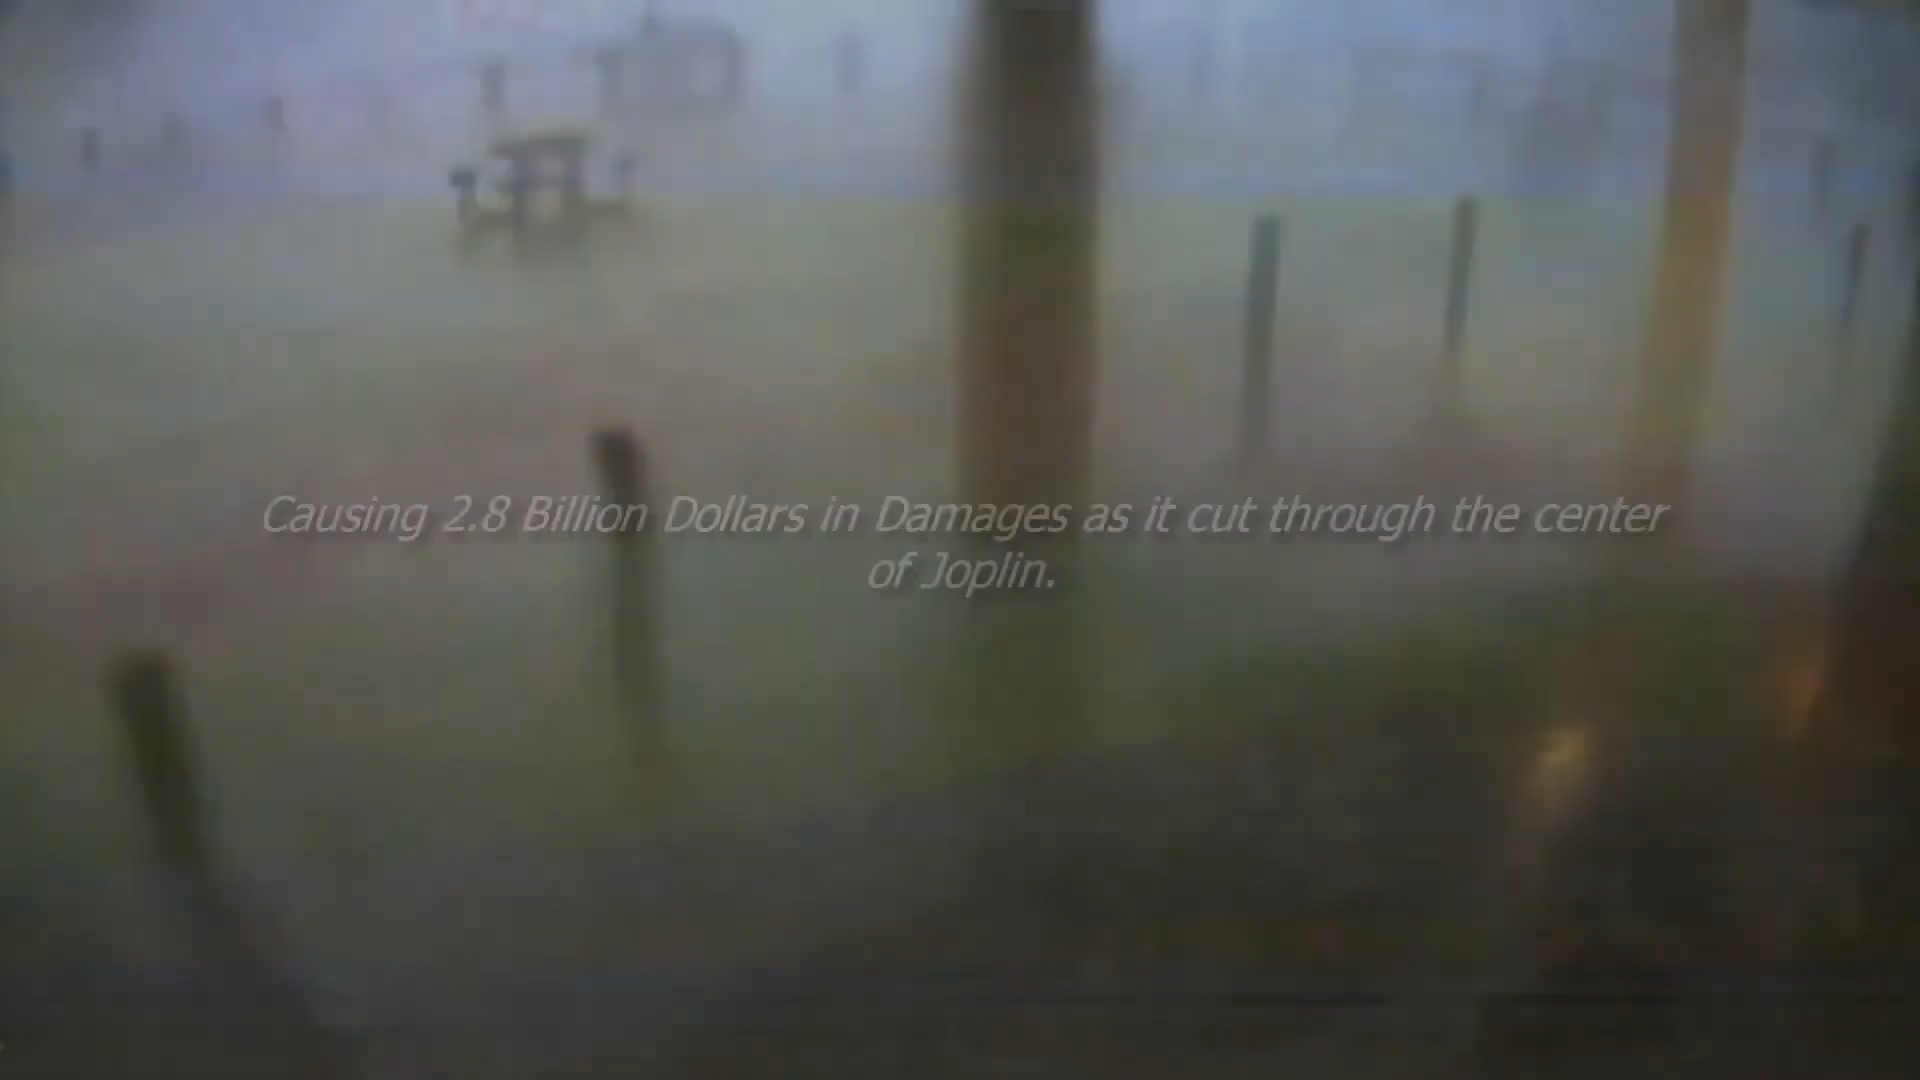 Causing 2.8 Billion Dollars in Damages as it cut through the center
of Joplin.